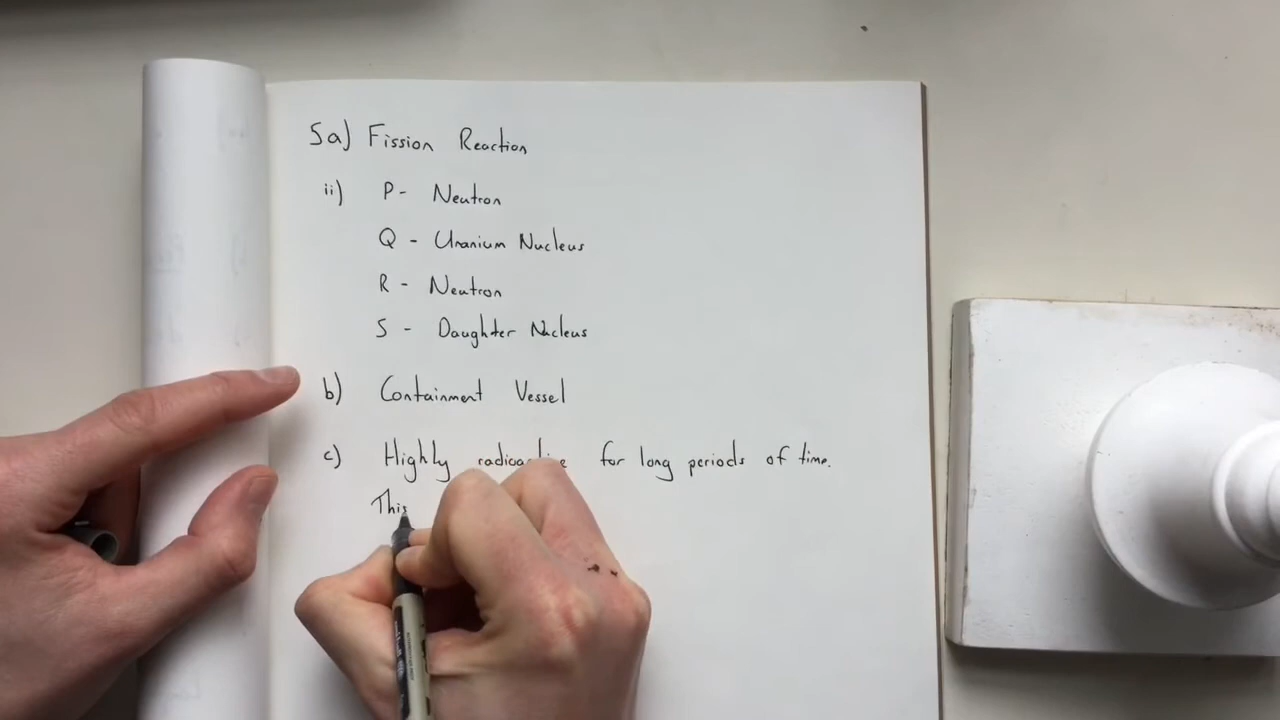 5a) Fission Reaction
ii) P - Neutron
Q - Uranium Nucleus
R - Neutron
S - Daughter Nucleus
b) Containment Vessel
c) Highly radioactive for long periods of time.
This